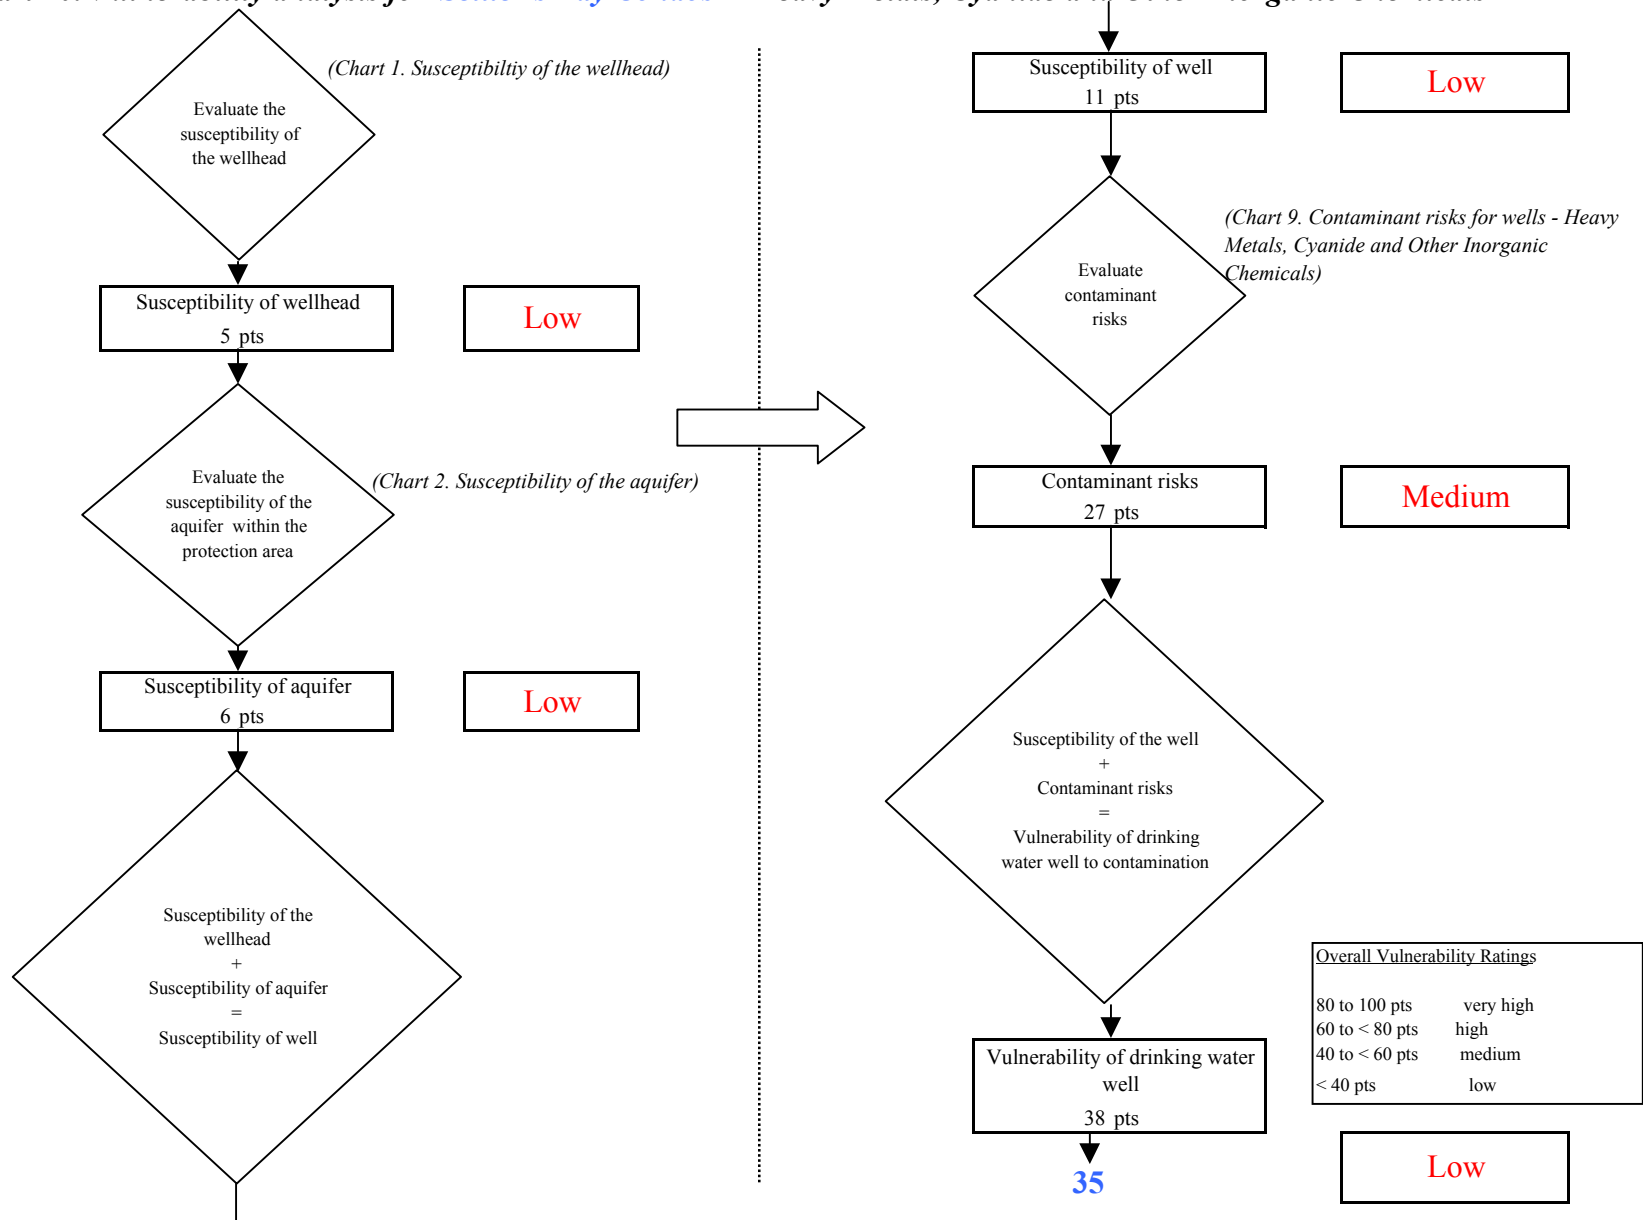 (Chart 1. Susceptibiltiy of the wellhead)
Evaluate the
susceptibility of
the wellhead
Susceptibility of wellhead
5 pts
Low
Evaluate the
susceptibility of the
aquifer within the
protection area
(Chart 2. Susceptibility of the aquifer)
Susceptibility of aquifer
6 pts
Low
Susceptibility of the
wellhead
+
Susceptibility of aquifer
=
Susceptibility of well
Susceptibility of well
11 pts
Low
(Chart 9. Contaminant risks for wells - Heavy
Metals, Cyanide and Other Inorganic
Chemicals)
Evaluate
contaminant
risks
Contaminant risks
27 pts
Medium
Susceptibility of the well
+
Contaminant risks
=
Vulnerability of drinking
water well to contamination
Overall Vulnerability Ratings
80 to 100 pts very high
60 to < 80 pts high
40 to < 60 pts medium
< 40 pts low
Vulnerability of drinking water
well
38 pts
35
Low